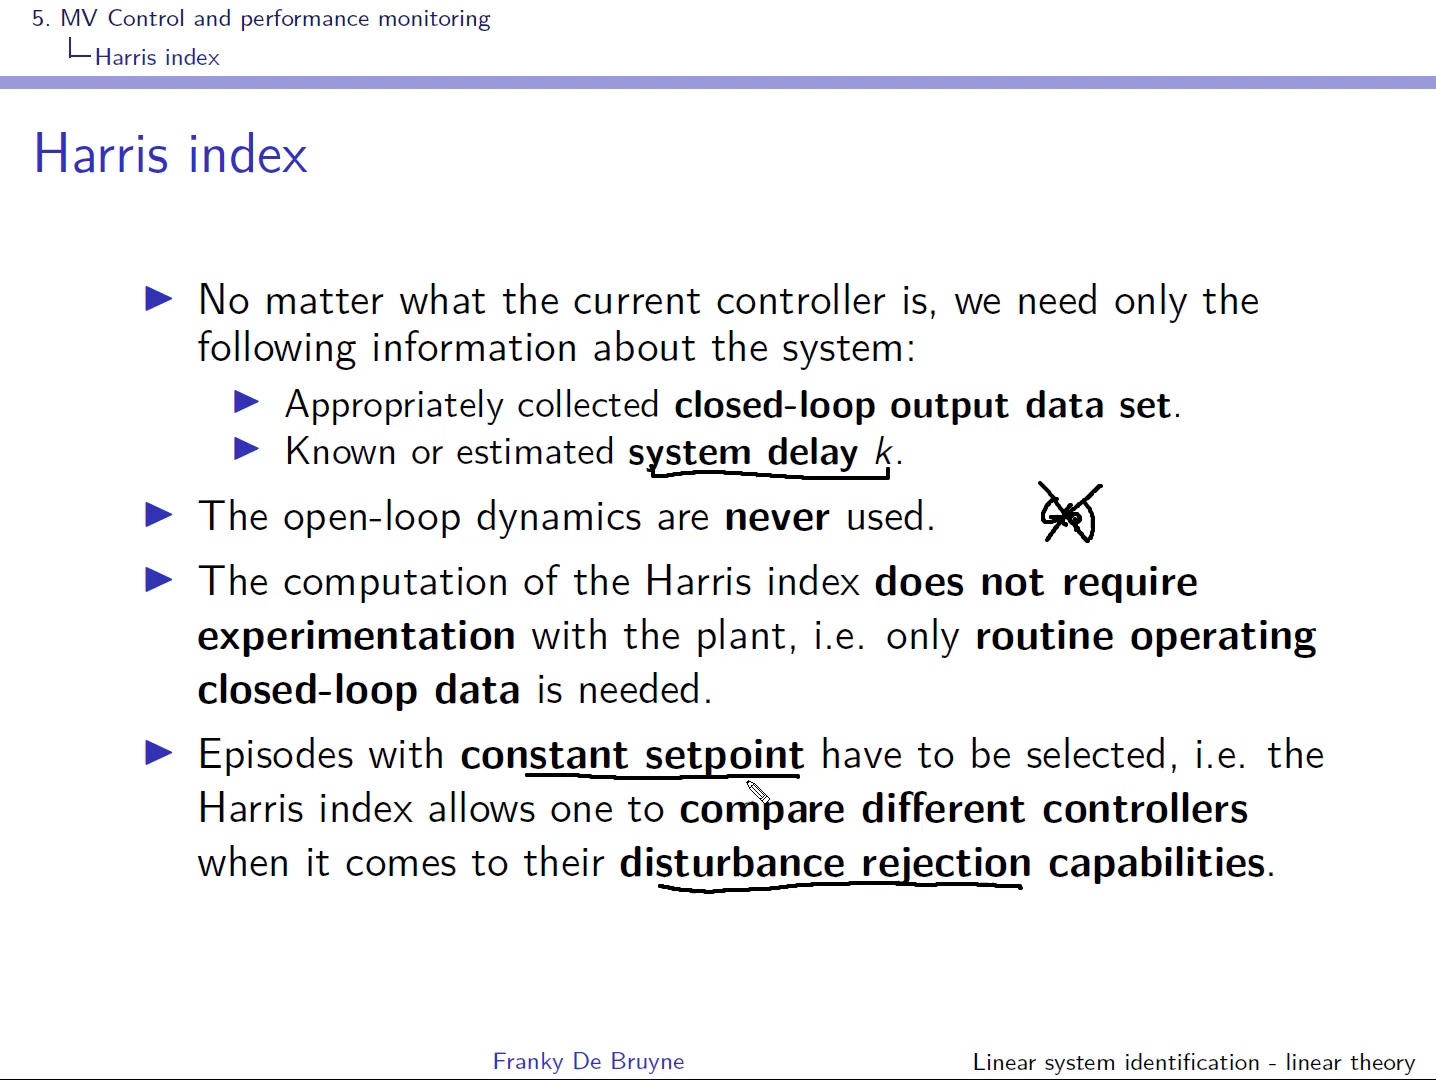 5. MV Control and performance monitoring
Harris index
Harris index
No matter what the current controller is, we need only the
following information about the system:
Appropriately collected closed-loop output data set.
Known or estimated system delay k.
The open-loop dynamics are never used.
The computation of the Harris index does not require
experimentation with the plant, i.e. only routine operating
closed-loop data is needed.
Episodes with constant setpoint have to be selected, i.e. the
Harris index allows one to compare different controllers
when it comes to their disturbance rejection capabilities.
Franky De Bruyne
Linear system identification - linear theory